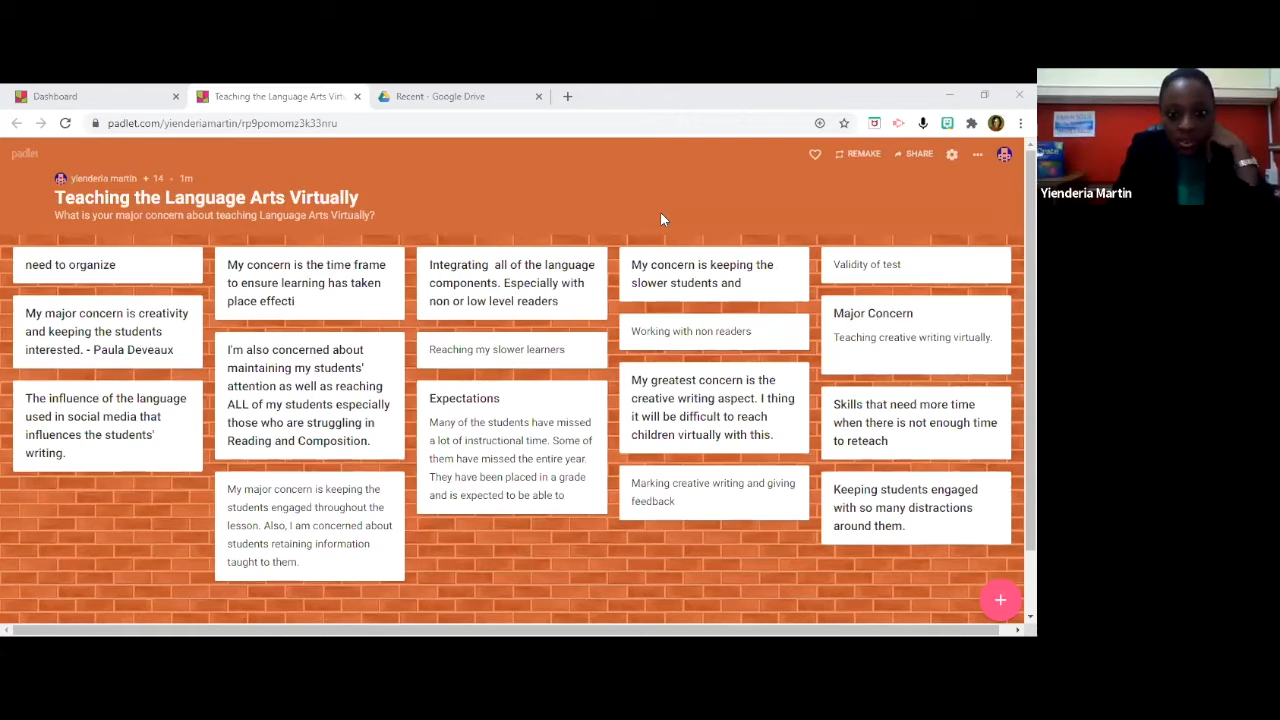 Dashboard
Teaching the Language Arts Virtu
Recent - Google Drive
padlet.com/yienderiamartin/rp9pomomz3k33nru
padlet
REMAKE
SHARE
yienderia martin + 14 • 1m
Teaching the Language Arts Virtually
What is your major concern about teaching Language Arts Virtually?
need to organize
My major concern is creativity
and keeping the students
interested. - Paula Deveaux
The influence of the language
used in social media that
influences the students'
writing.
My concern is the time frame
to ensure learning has taken
place effecti
I'm also concerned about
maintaining my students'
attention as well as reaching
ALL of my students especially
those who are struggling in
Reading and Composition.
My major concern is keeping the
students engaged throughout the
lesson. Also, I am concerned about
students retaining information
taught to them.
Integrating all of the language
components. Especially with
non or low level readers
Reaching my slower learners
Expectations
Many of the students have missed
a lot of instructional time. Some of
them have missed the entire year.
They have been placed in a grade
and is expected to be able to
My concern is keeping the
slower students and
Working with non readers
My greatest concern is the
creative writing aspect. I thing
it will be difficult to reach
children virtually with this.
Marking creative writing and giving
feedback
Validity of test
Major Concern
Teaching creative writing virtually.
Skills that need more time
when there is not enough time
to reteach
Keeping students engaged
with so many distractions
around them.
Yienderia Martin